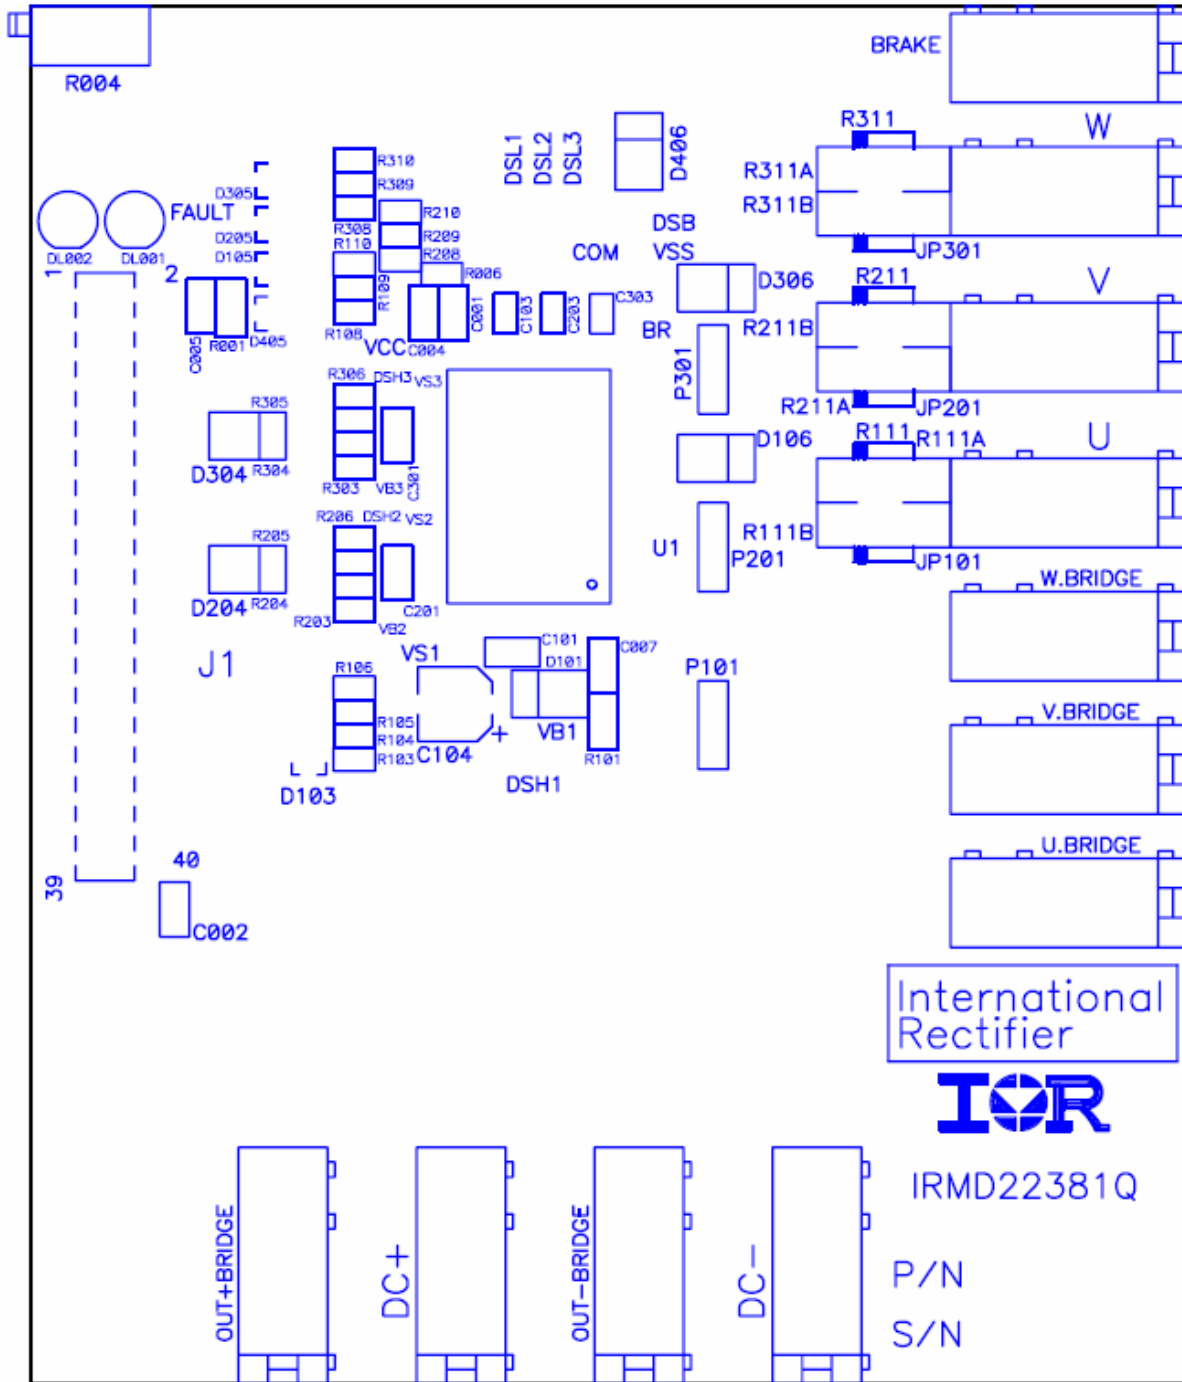 BRAKE
R004
R311
W
DSL1
DSL2
DSL3
D406
R310
R309
R311A
R311B
D305
FAULT
R308
R210
R209
R208
R110
D205
D105
DL002
DL001
1
2
DSB
COM
VSS
JP301
R006
D306
R211
V
R109
C001
C103
C203
C303
R211B
BR
C005
R001
D405
R108
VCC
C004
P301
R306
DSH3
VS3
R211A
JP201
R305
D304
R304
C301
D106
R111
R111A
U
R303
VB3
R206
DSH2
VS2
R205
U1
R111B
P201
JP101
D204
R204
C201
W.BRIDGE
R203
VB2
J1
VS1
C101
C007
R106
D101
P101
V.BRIDGE
R105
R104
R103
C104
+
VB1
R101
D103
DSH1
U.BRIDGE
39
40
C002
International
Rectifier
IOR
IRMD22381Q
OUT+BRIDGE
DC+
OUT-BRIDGE
DC-
P/N
S/N